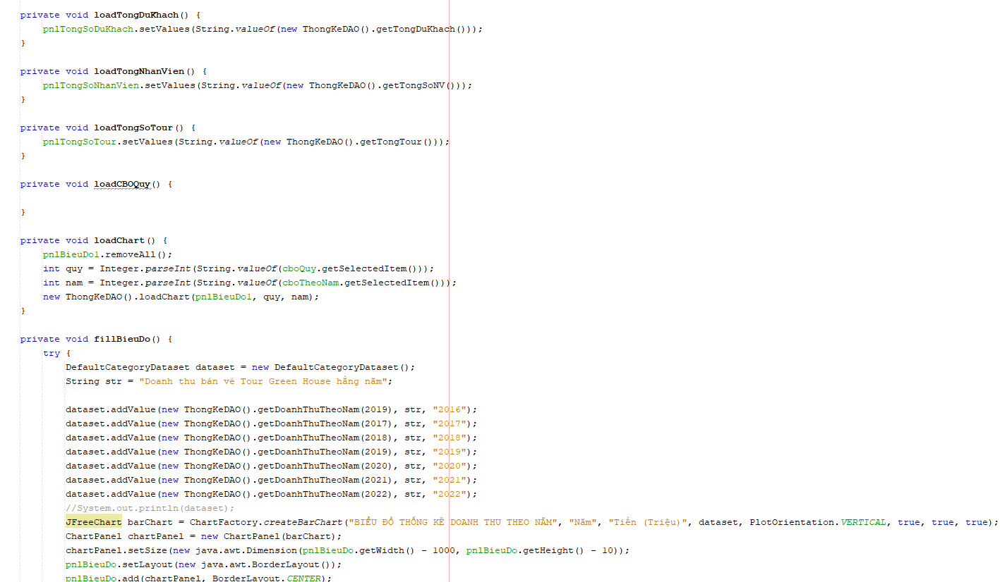 private void loadTongDuKhach() {
    pnlTongSoDuKhach.setValues(String.valueOf(new ThongKeDAO().getTongDuKhach()));
}
private void loadTongNhanVien() {
    pnlTongSoNhanVien.setValues(String.valueOf(new ThongKeDAO().getTongSoNV()));
}
private void loadTongSoTour() {
    pnlTongSoTour.setValues(String.valueOf(new ThongKeDAO().getTongTour()));
}
private void loadCBOQuy() {
}
private void loadChart() {
    pnlBieuDo1.removeAll();
    int quy = Integer.parseInt(String.valueOf(cboQuy.getSelectedItem()));
    int nam = Integer.parseInt(String.valueOf(cboTheoNam.getSelectedItem()));
    new ThongKeDAO().loadChart(pnlBieuDo1, quy, nam);
}
private void fillBieuDo() {
    try {
        DefaultCategoryDataset dataset = new DefaultCategoryDataset();
        String str = "Doanh thu bán vé Tour Green House hằng năm";
        dataset.addValue(new ThongKeDAO().getDoanhThuTheoNam(2019), str, "2016");
        dataset.addValue(new ThongKeDAO().getDoanhThuTheoNam(2017), str, "2017");
        dataset.addValue(new ThongKeDAO().getDoanhThuTheoNam(2018), str, "2018");
        dataset.addValue(new ThongKeDAO().getDoanhThuTheoNam(2019), str, "2019");
        dataset.addValue(new ThongKeDAO().getDoanhThuTheoNam(2020), str, "2020");
        dataset.addValue(new ThongKeDAO().getDoanhThuTheoNam(2021), str, "2021");
        dataset.addValue(new ThongKeDAO().getDoanhThuTheoNam(2022), str, "2022");
        //System.out.println(dataset);
        JFreeChart barChart = ChartFactory.createBarChart("BIỂU ĐỒ THỐNG KÊ DOANH THU THEO NĂM", "Năm", "Tiền (Triệu)", dataset, PlotOrientation.VERTICAL, true, true, true);
        ChartPanel chartPanel = new ChartPanel(barChart);
        chartPanel.setSize(new java.awt.Dimension(pnlBieuDo.getWidth() - 1000, pnlBieuDo.getHeight() - 10));
        pnlBieuDo.setLayout(new java.awt.BorderLayout());
        pnlBieuDo.add(chartPanel, BorderLayout.CENTER);